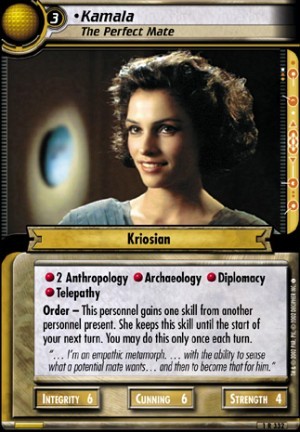 3 •Kamala
The Perfect Mate
Kriosian
2 Anthropology Archaeology Diplomacy
Telepathy
Order – This personnel gains one skill from another
personnel present. She keeps this skill until the start of
your next turn. You may do this only once each turn.
“… I’m an empathic metamorph. … with the ability to sense
what a potential mate wants… and then to become that for him.”
INTEGRITY 6 CUNNING 6 STRENGTH 4